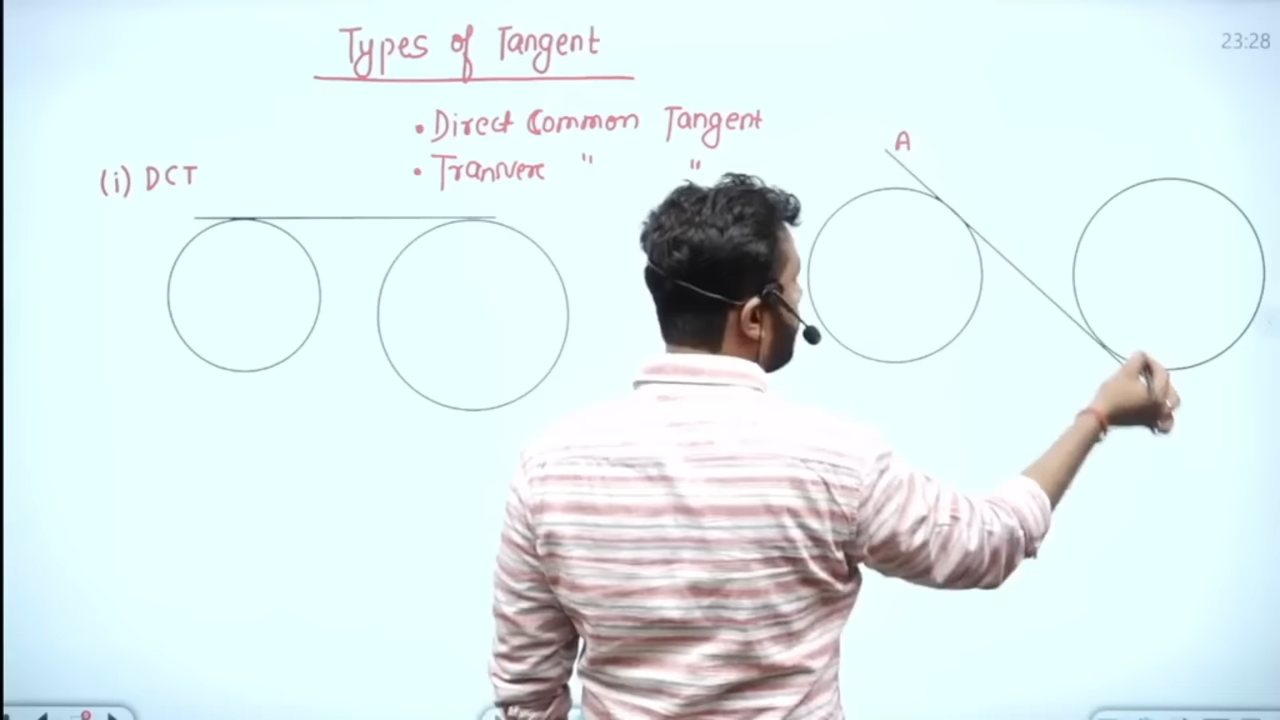 Types of Tangent
• Direct Common Tangent
• Tranvere " "
(i) DCT
A
23:28